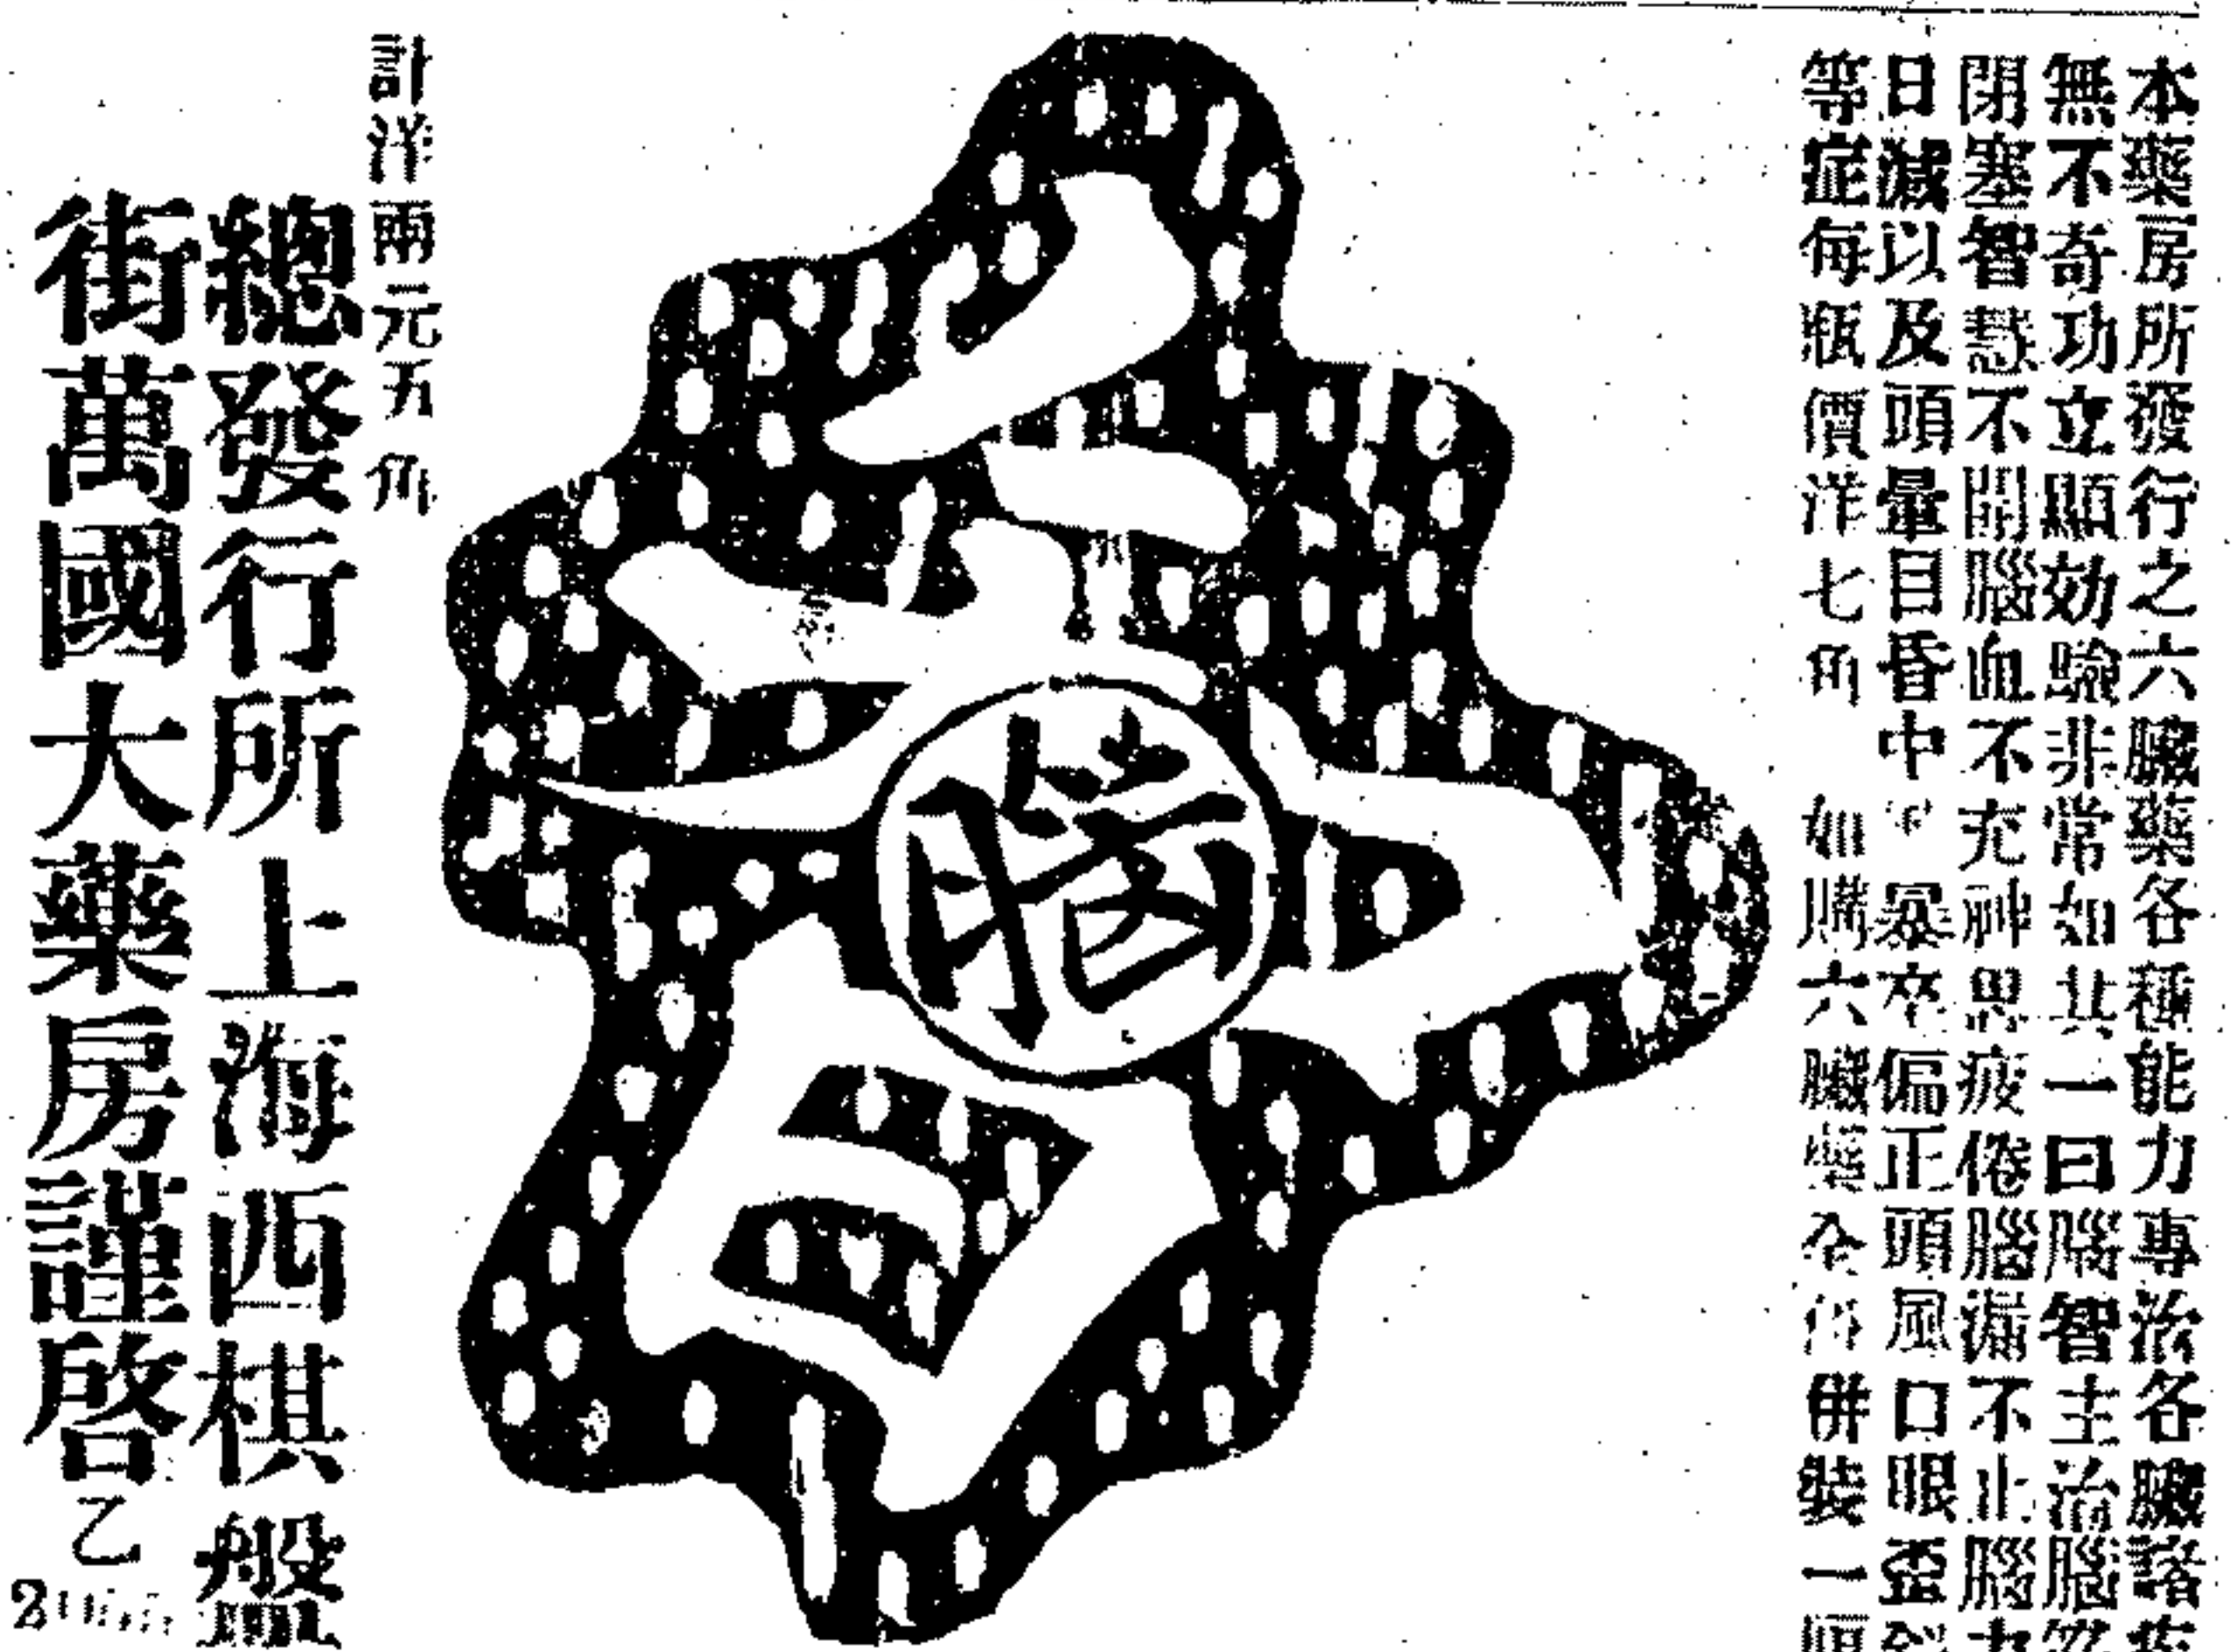 本藥房所發行之六臟藥各種能力專治各臟諸
無不奇功立顯効驗非常如其一曰腦智主治腦
閉塞智慧不開腦血不充神思疲倦腦漏不止腦
日減以及頭暈目昏中暴卒偏正頭風口眼歪
等症每瓶價洋七角 如購六臟藥全併裝一
腦
智
計洋兩元五角
總發行所上海四棋盤
街萬國大藥房謹啓乙